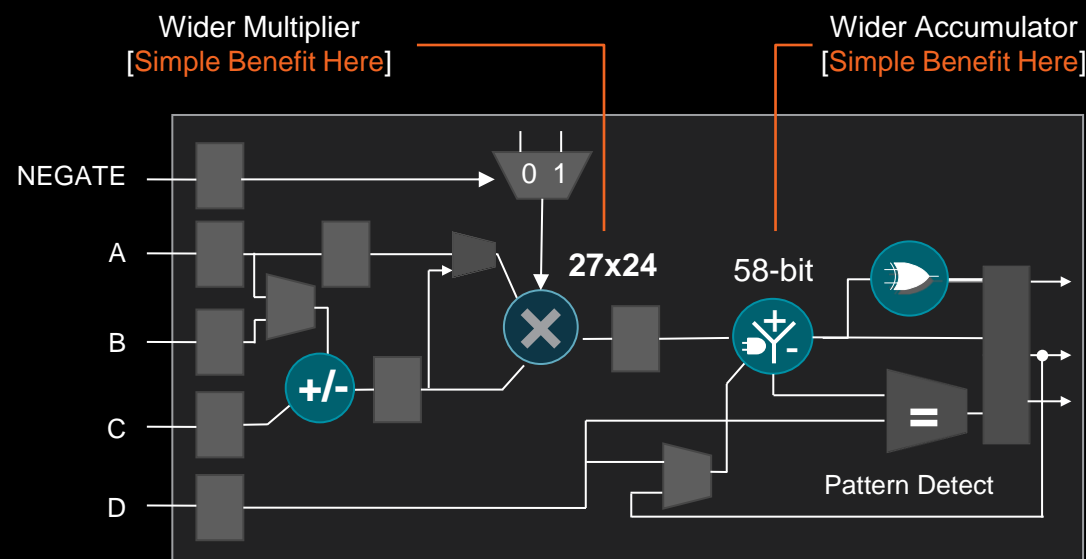 Wider Multiplier
[Simple Benefit Here]
Wider Accumulator
[Simple Benefit Here]
NEGATE
0 1
A
27x24
58-bit
B
+/-
+
-
C
=
Pattern Detect
D